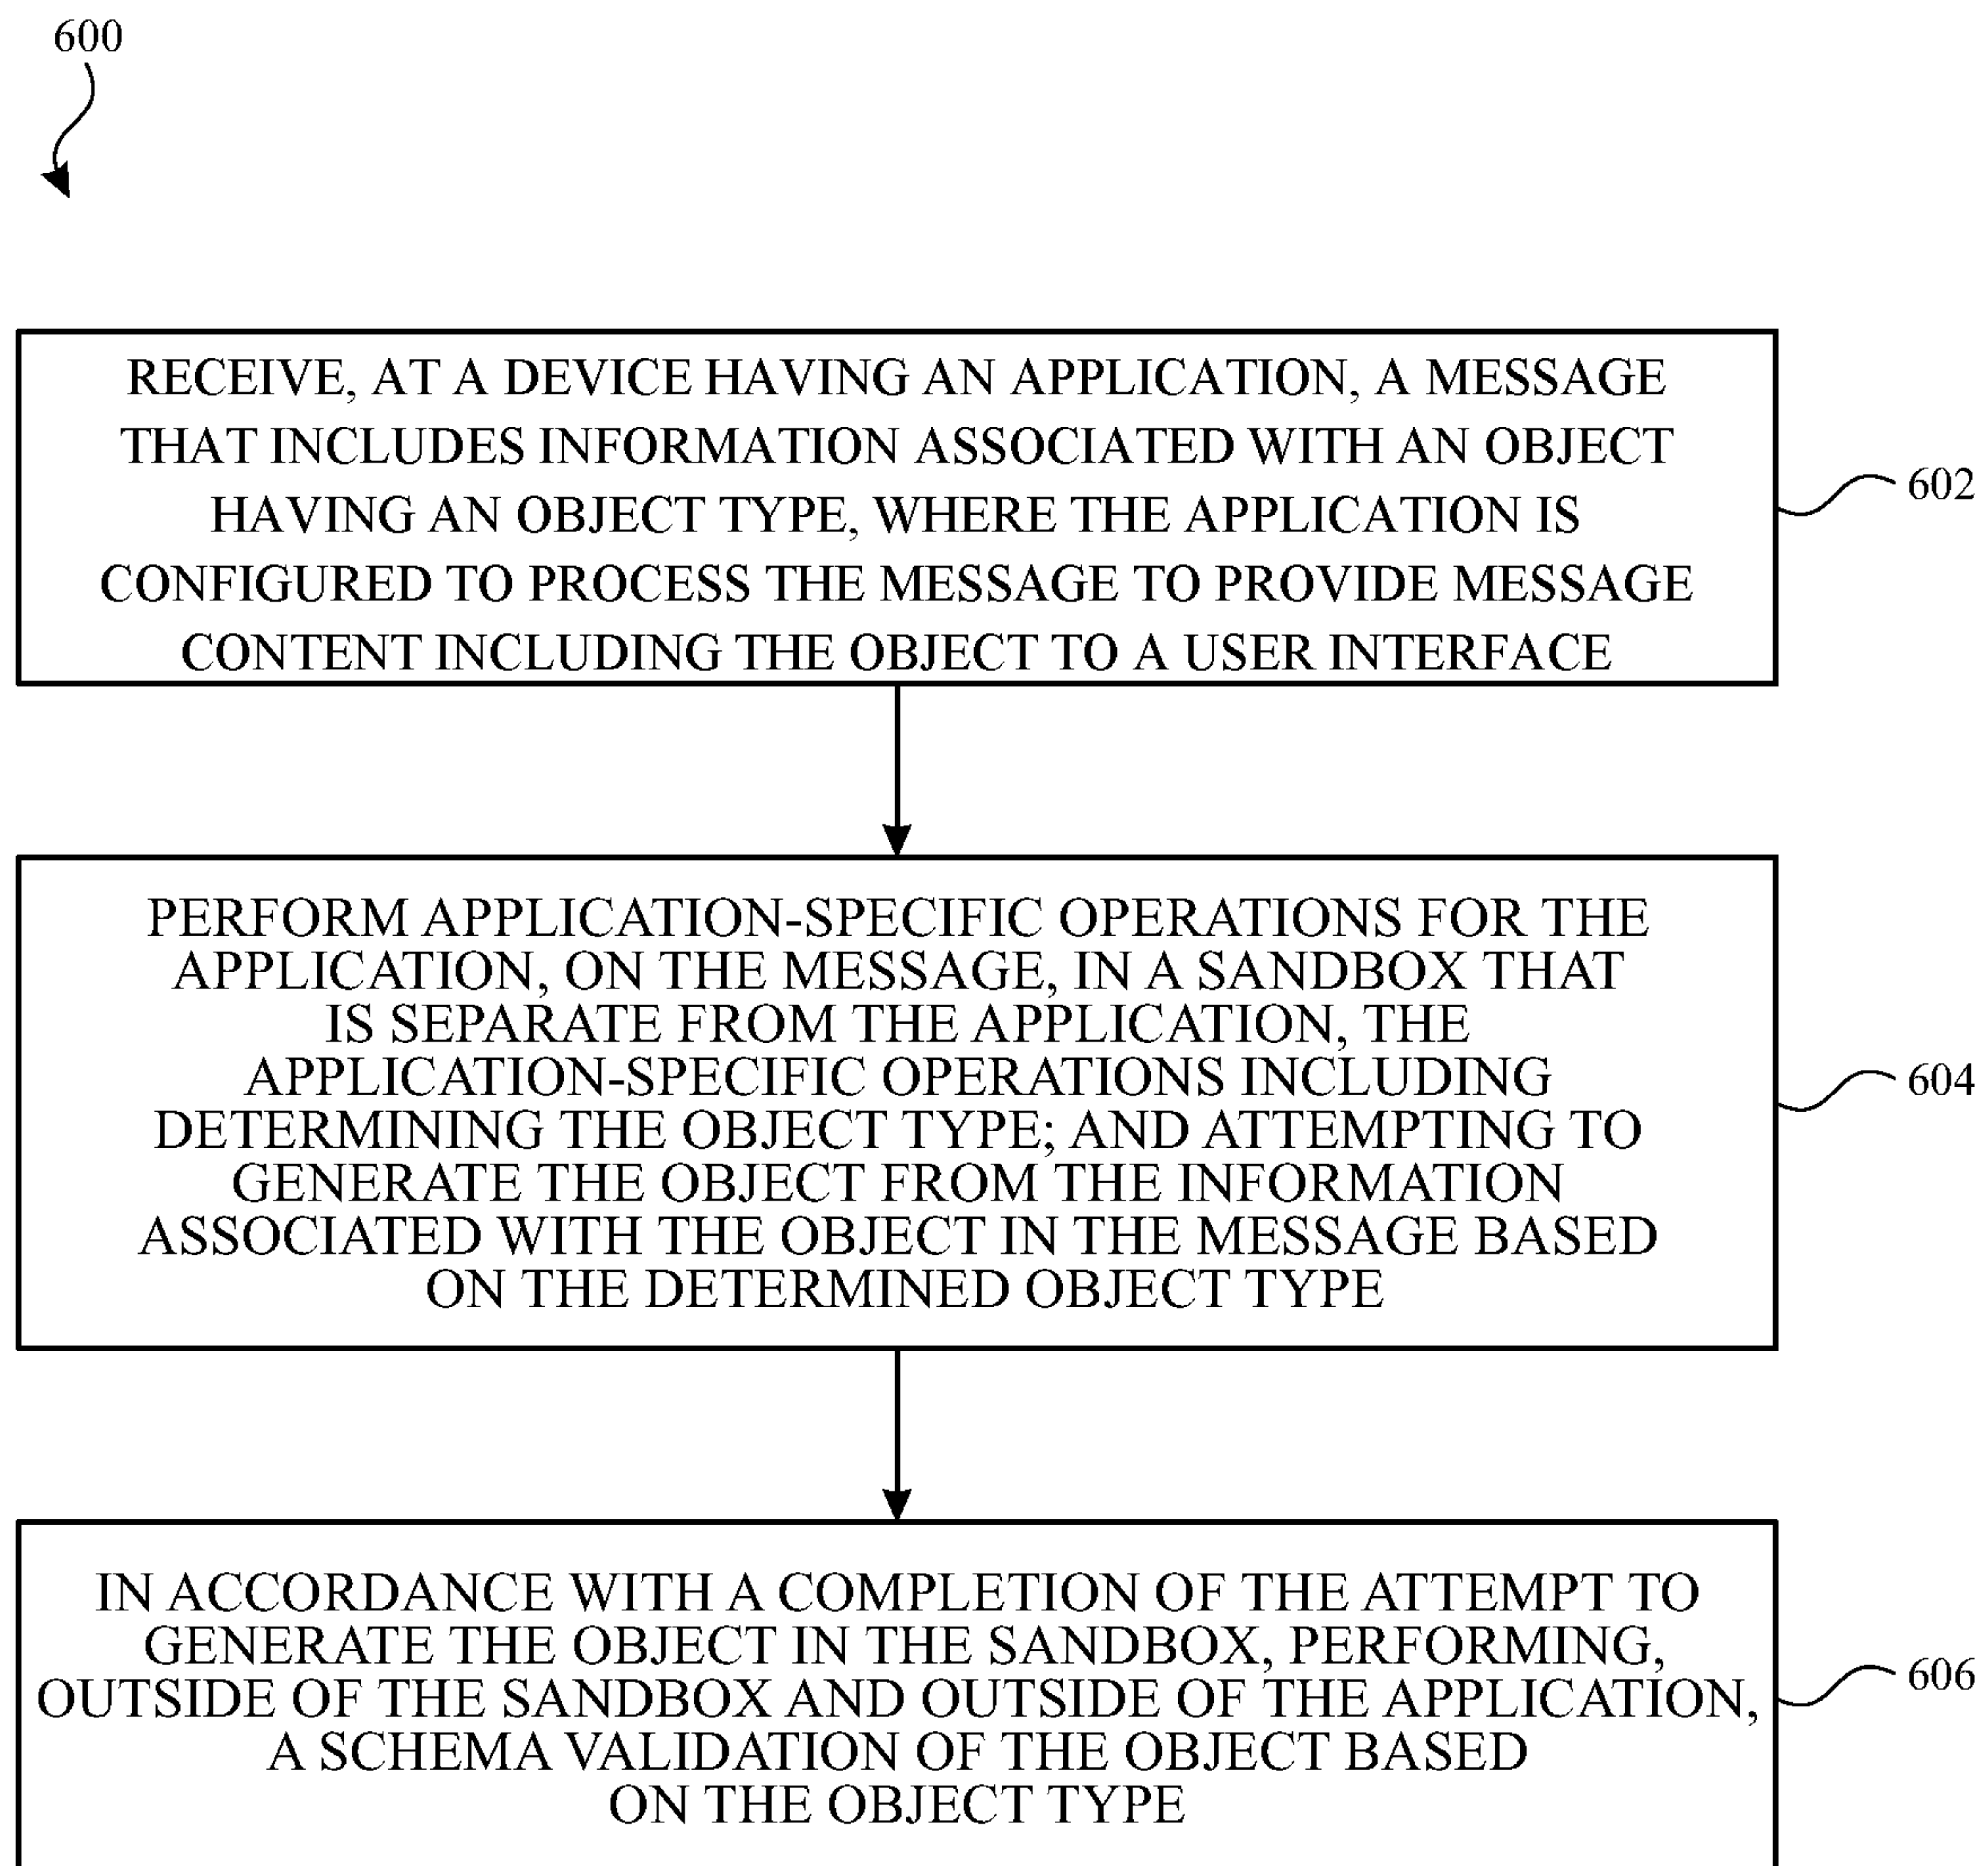 600
RECEIVE, AT A DEVICE HAVING AN APPLICATION, A MESSAGE
THAT INCLUDES INFORMATION ASSOCIATED WITH AN OBJECT
HAVING AN OBJECT TYPE, WHERE THE APPLICATION IS
CONFIGURED TO PROCESS THE MESSAGE TO PROVIDE MESSAGE
CONTENT INCLUDING THE OBJECT TO A USER INTERFACE
602
PERFORM APPLICATION-SPECIFIC OPERATIONS FOR THE
APPLICATION, ON THE MESSAGE, IN A SANDBOX THAT
IS SEPARATE FROM THE APPLICATION, THE
APPLICATION-SPECIFIC OPERATIONS INCLUDING
DETERMINING THE OBJECT TYPE; AND ATTEMPTING TO
GENERATE THE OBJECT FROM THE INFORMATION
ASSOCIATED WITH THE OBJECT IN THE MESSAGE BASED
ON THE DETERMINED OBJECT TYPE
604
IN ACCORDANCE WITH A COMPLETION OF THE ATTEMPT TO
GENERATE THE OBJECT IN THE SANDBOX, PERFORMING,
OUTSIDE OF THE SANDBOX AND OUTSIDE OF THE APPLICATION,
A SCHEMA VALIDATION OF THE OBJECT BASED
ON THE OBJECT TYPE
606